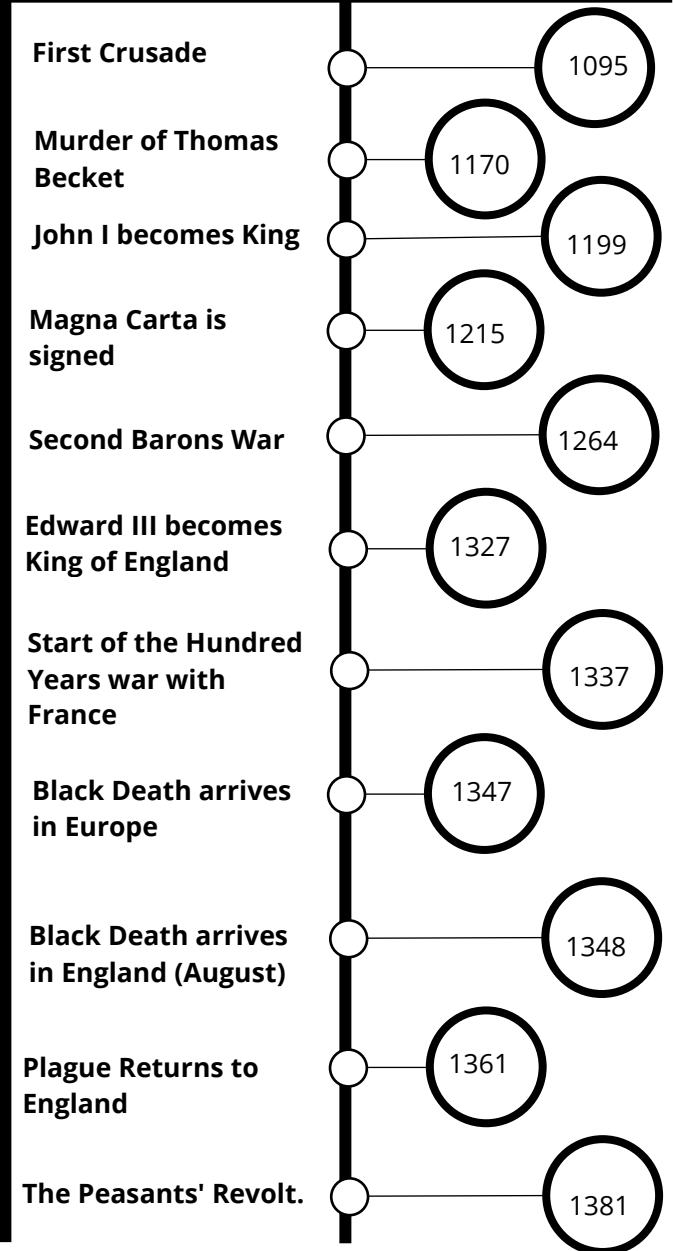 First Crusade
1095
Murder of Thomas
Becket
1170
John I becomes King
1199
Magna Carta is
signed
1215
Second Barons War
1264
Edward III becomes
King of England
1327
Start of the Hundred
Years war with
France
1337
Black Death arrives
in Europe
1347
Black Death arrives
in England (August)
1348
Plague Returns to
England
1361
The Peasants' Revolt.
1381